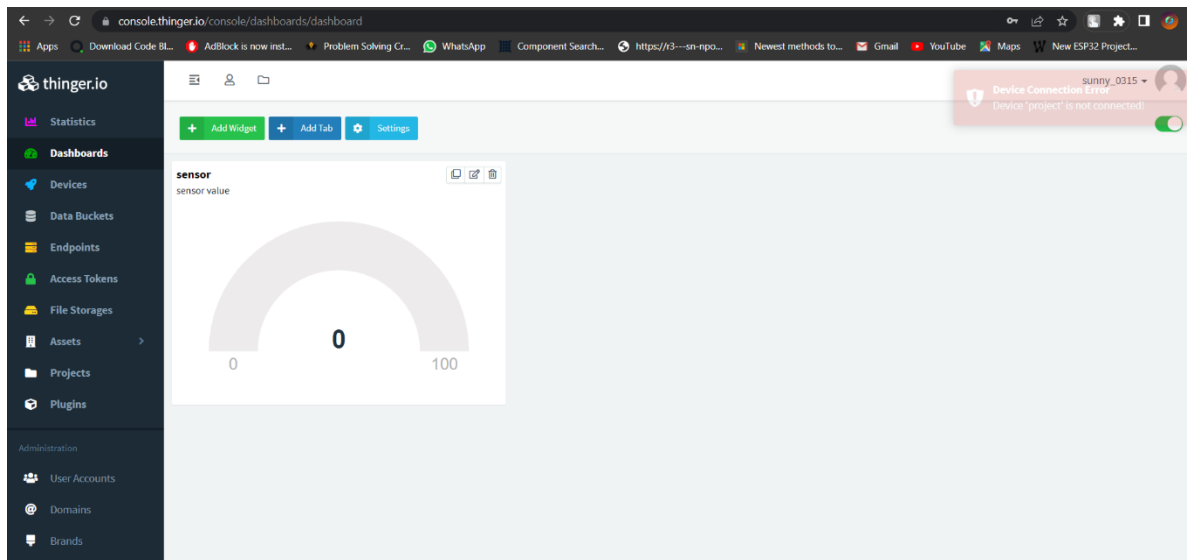 console.thinger.io/console/dashboards/dashboard
Apps Download Code Bl... AdBlock is now inst... Problem Solving Cr... WhatsApp Component Search... https://r3---sn-npo... Newest methods to... Gmail YouTube Maps New ESP32 Project...
thinger.io
sunny_0315
Device Connection Error
Device 'project' is not connected!
Statistics
Dashboards
Devices
Data Buckets
Endpoints
Access Tokens
File Storages
Assets
Projects
Plugins
Administration
User Accounts
Domains
Brands
Add Widget Add Tab Settings
sensor
sensor value
0
0 100